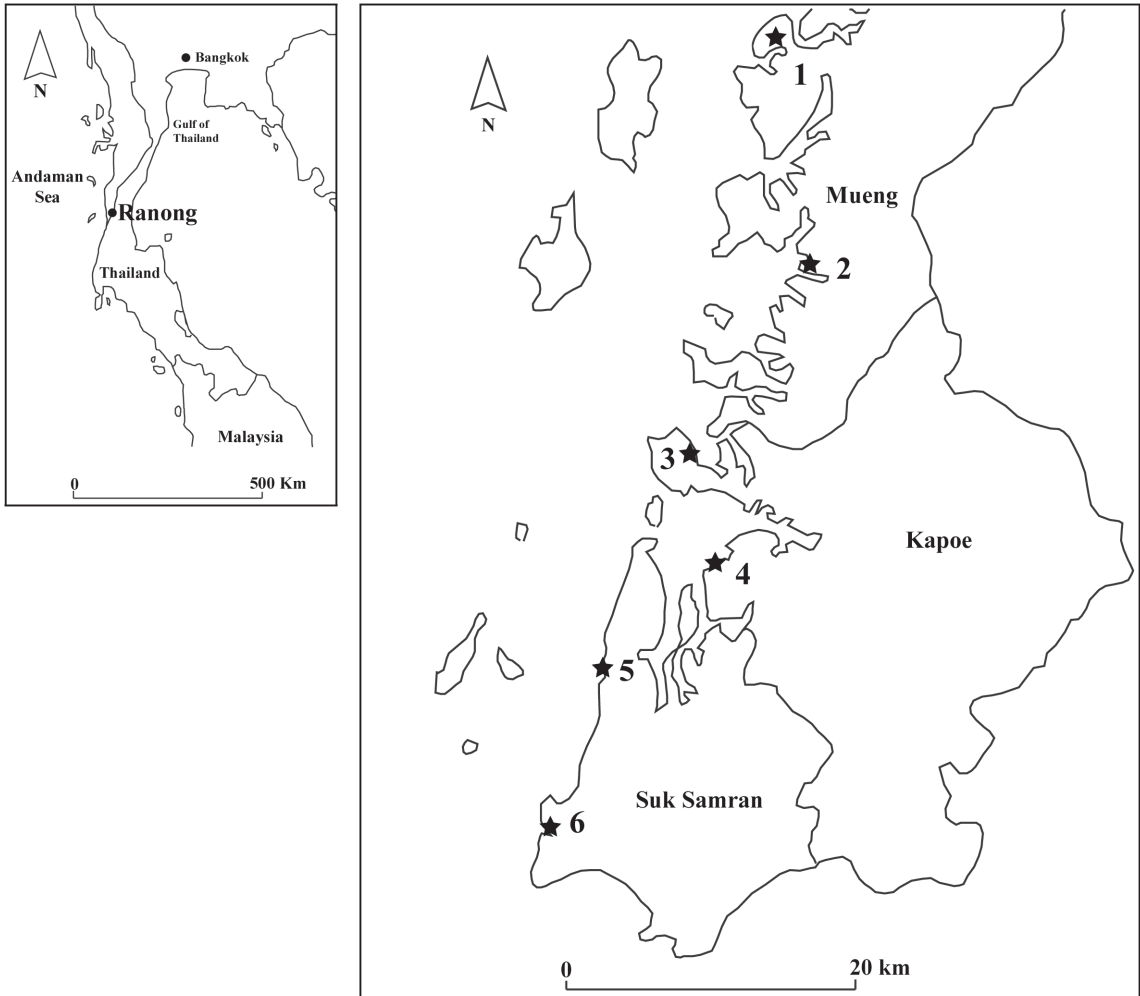 N
Bangkok
Gulf of
Thailand
Andaman
Sea
Ranong
Thailand
Malaysia
0
500 Km
N
1
Mueng
2
3
Kapoe
4
5
Suk Samran
6
0
20 km